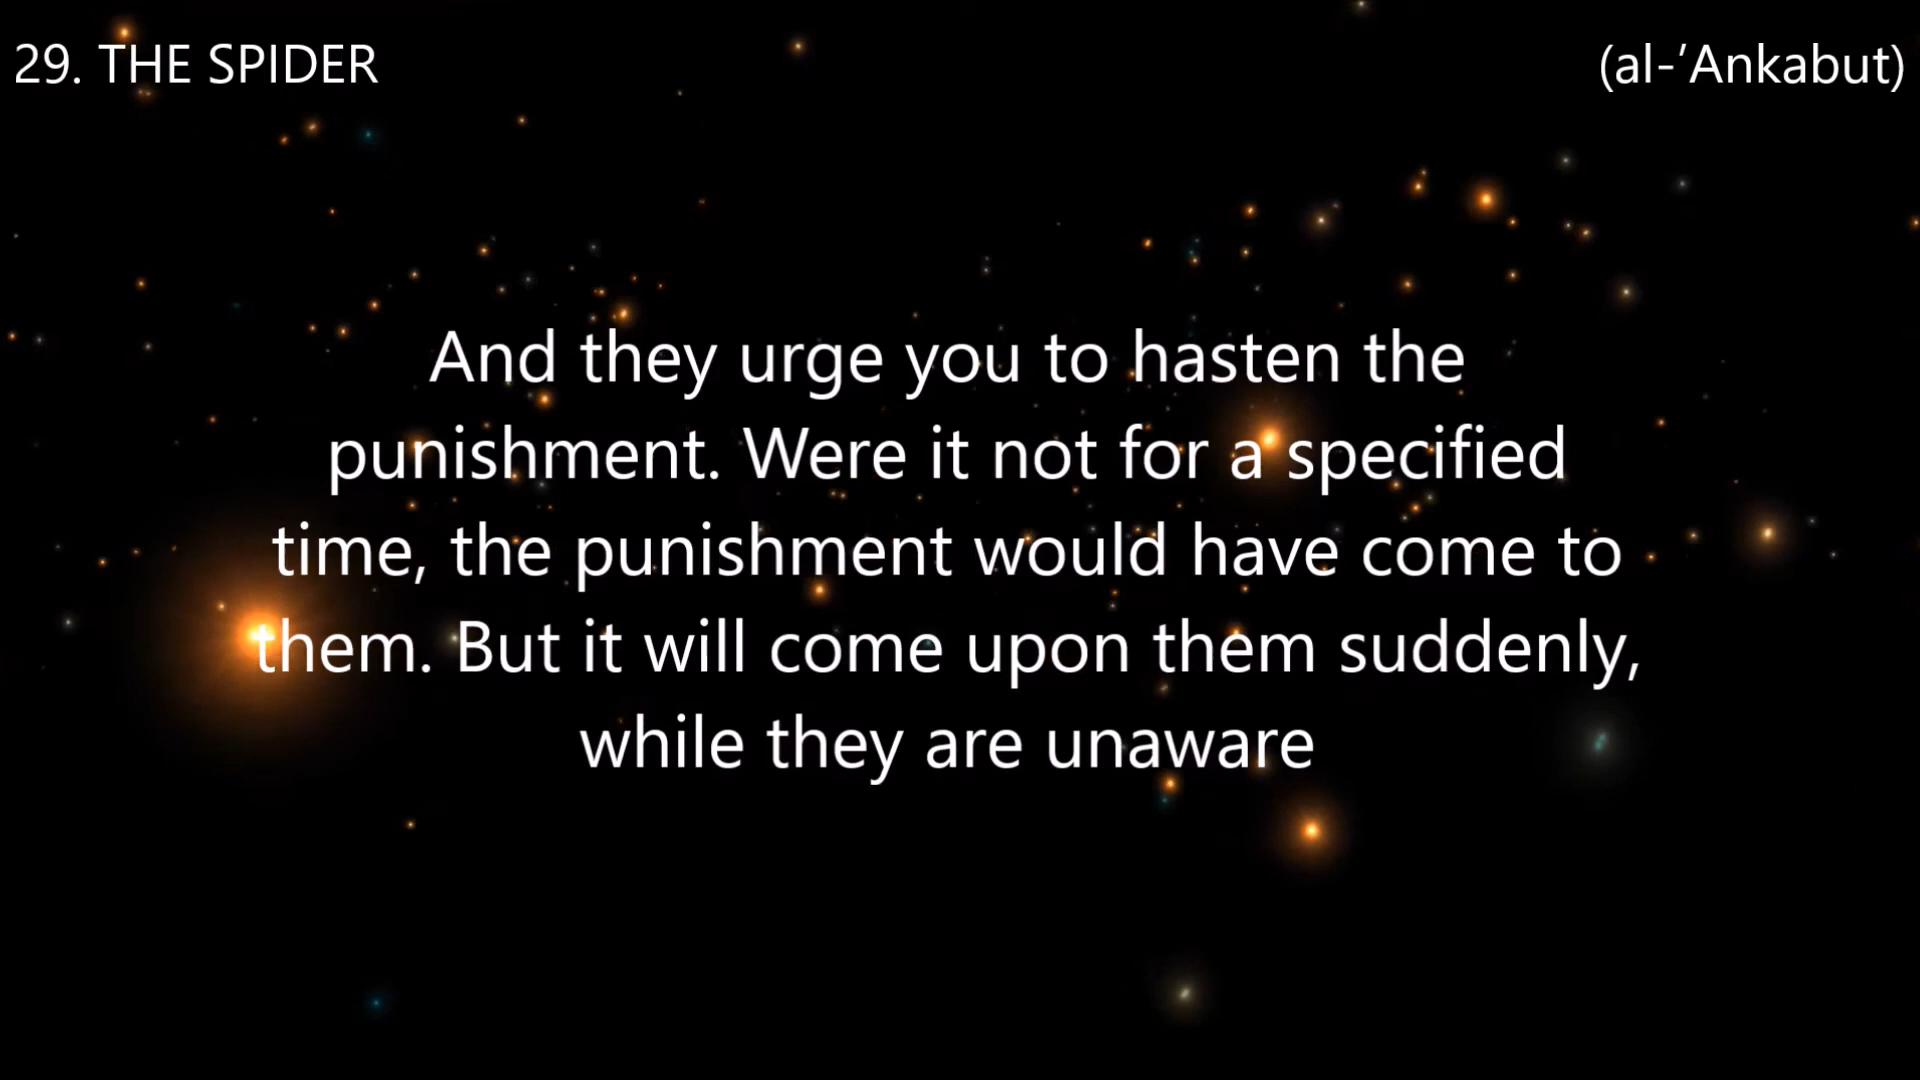 29. THE SPIDER
(al-’Ankabut)
And they urge you to hasten the
punishment. Were it not for a specified
time, the punishment would have come to
them. But it will come upon them suddenly,
while they are unaware